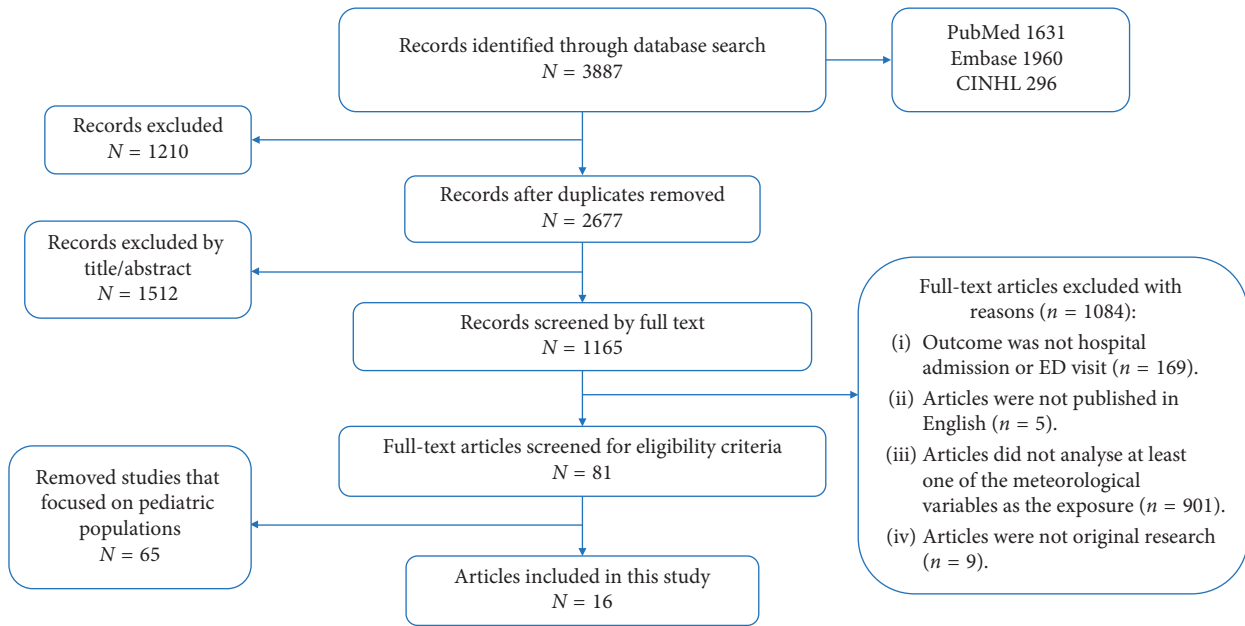 Records identified through database search
N = 3887
PubMed 1631
Embase 1960
CINHL 296
Records excluded
N = 1210
Records after duplicates removed
N = 2677
Records excluded by
title/abstract
N = 1512
Records screened by full text
N = 1165
Full-text articles excluded with
reasons (n = 1084):
(i) Outcome was not hospital
admission or ED visit (n = 169).
(ii) Articles were not published in
English (n = 5).
(iii) Articles did not analyse at least
one of the meteorological
variables as the exposure (n = 901).
(iv) Articles were not original research
(n = 9).
Full-text articles screened for eligibility criteria
N = 81
Removed studies that
focused on pediatric
populations
N = 65
Articles included in this study
N = 16